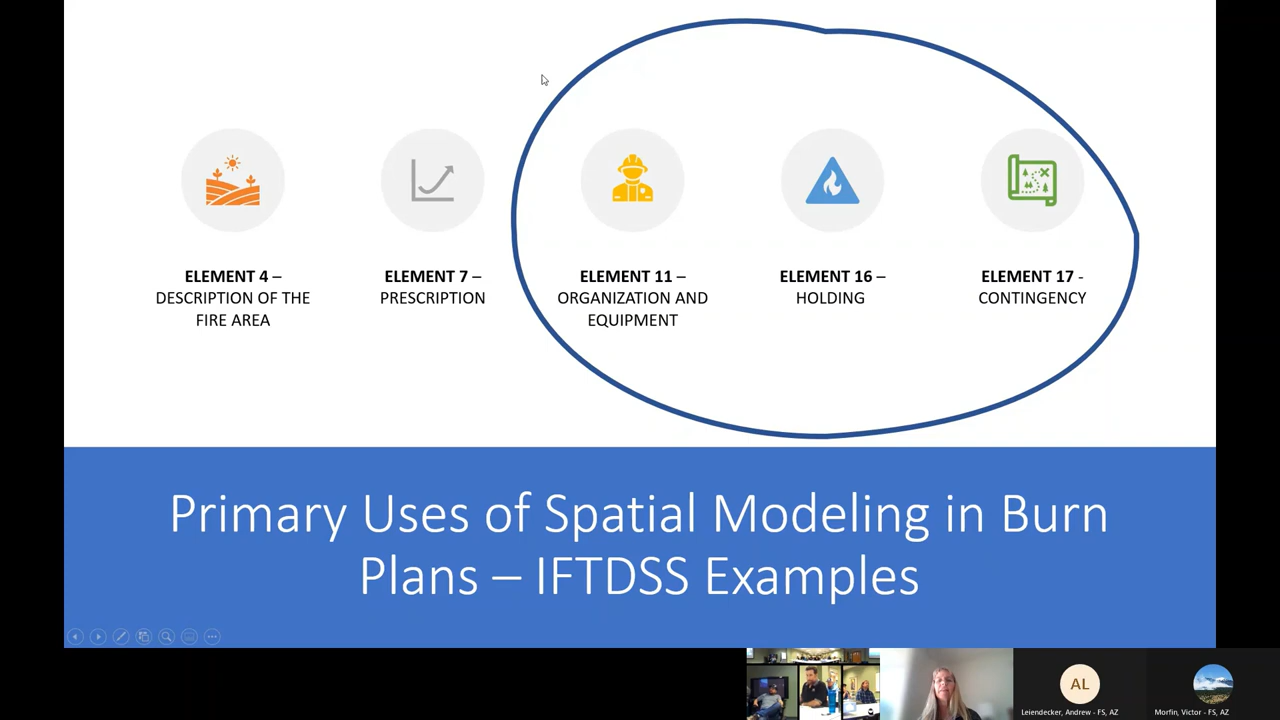 ELEMENT 4 –
DESCRIPTION OF THE
FIRE AREA
ELEMENT 7 –
PRESCRIPTION
ELEMENT 11 –
ORGANIZATION AND
EQUIPMENT
ELEMENT 16 –
HOLDING
ELEMENT 17 -
CONTINGENCY
Primary Uses of Spatial Modeling in Burn
Plans – IFTDSS Examples
AL
Leiendecker, Andrew - FS, AZ
Morfin, Victor - FS, AZ